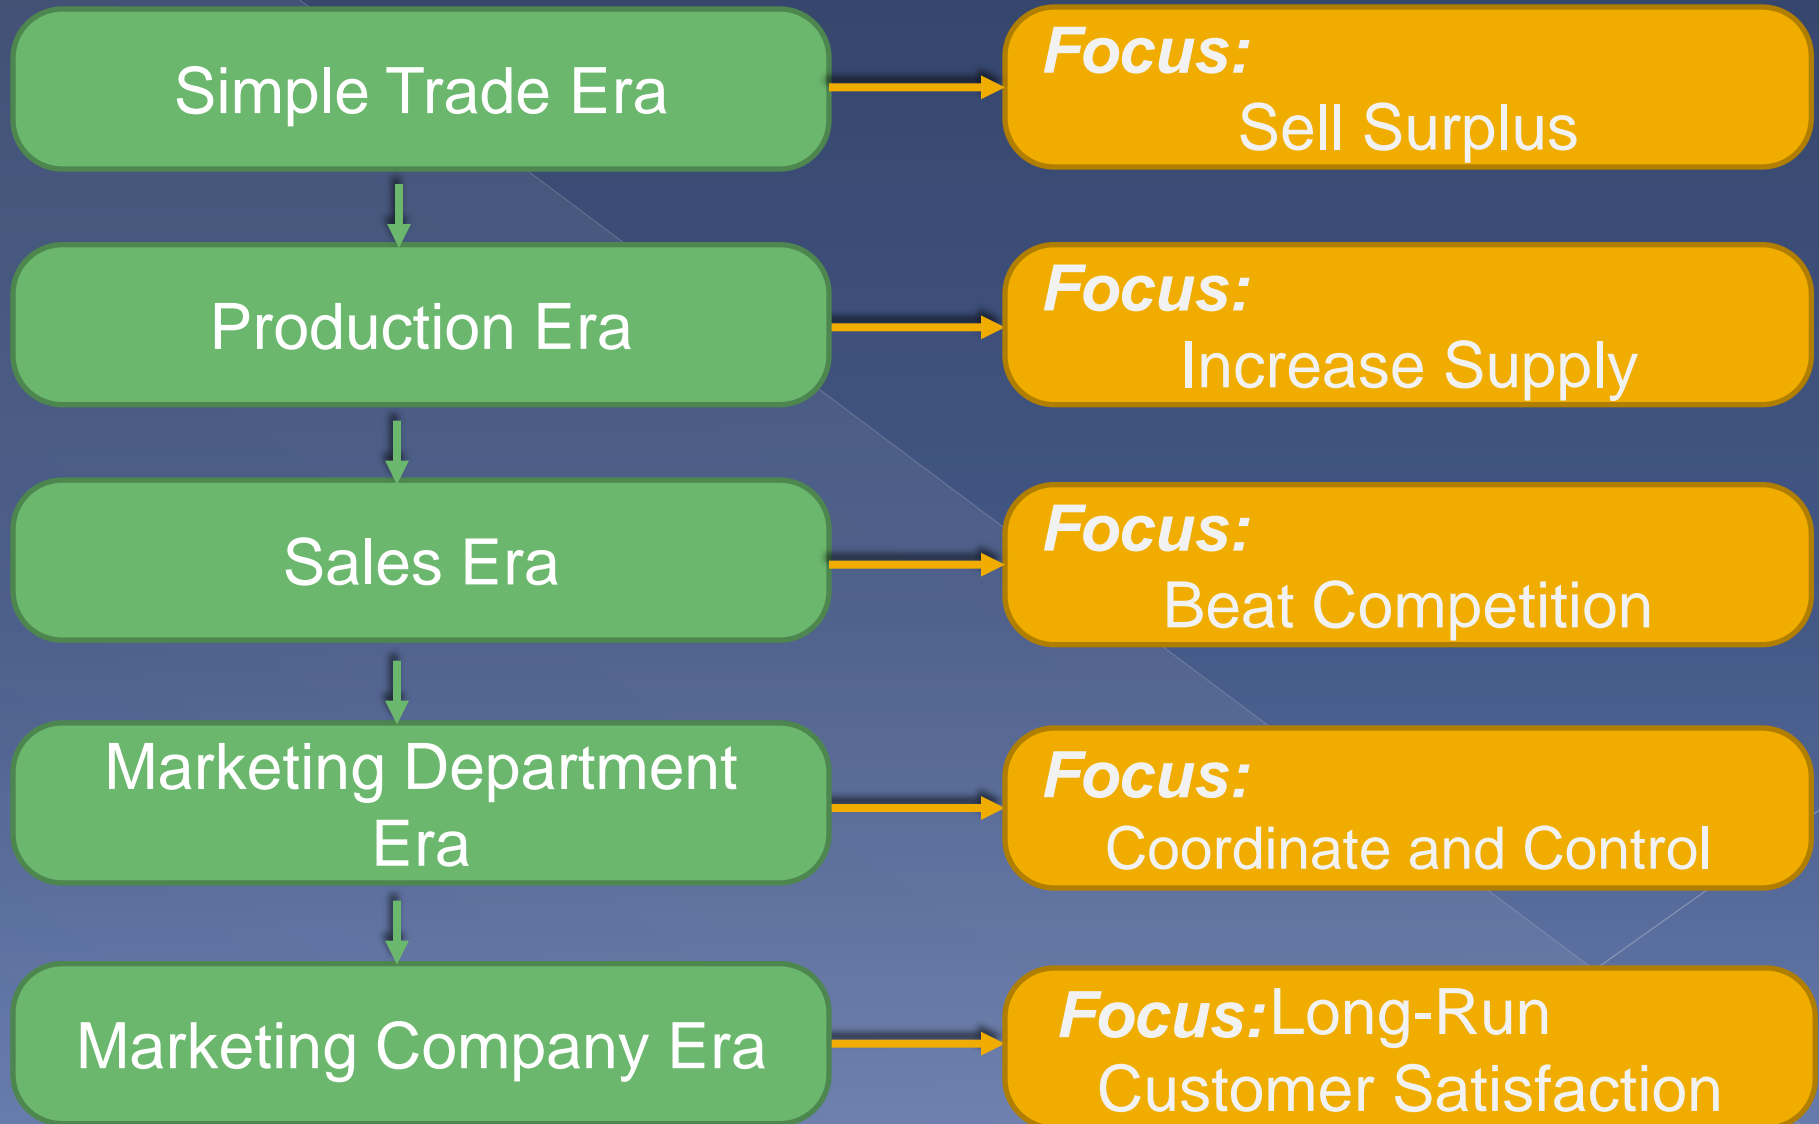 Simple Trade Era
Focus:
Sell Surplus
Production Era
Focus:
Increase Supply
Sales Era
Focus:
Beat Competition
Marketing Department
Era
Focus:
Coordinate and Control
Marketing Company Era
Focus: Long-Run
Customer Satisfaction